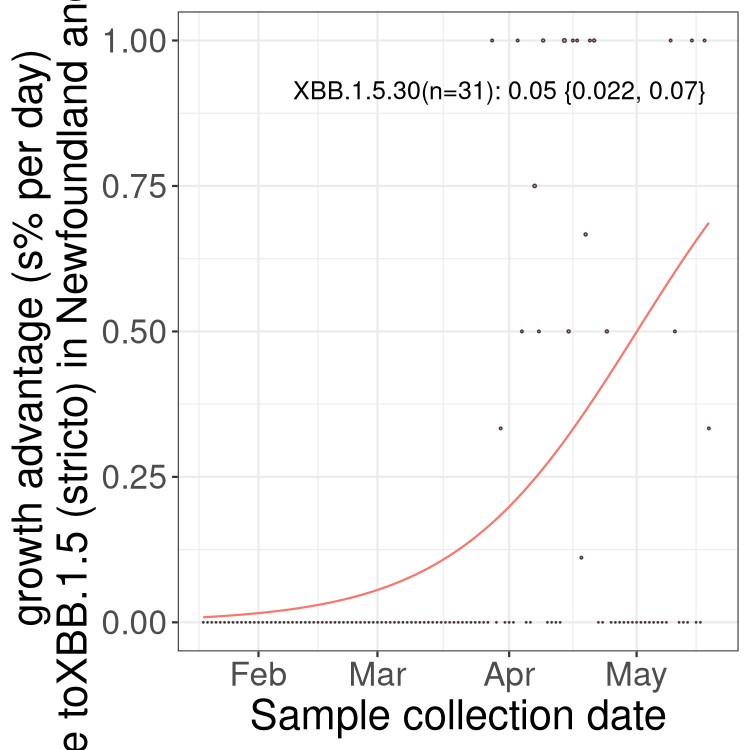 growth advantage (s% per day)
e toXBB.1.5 (stricto) in Newfoundland and
1.00
0.75
0.50
0.25
0.00
XBB.1.5.30(n=31): 0.05 {0.022, 0.07}
Feb Mar Apr May
Sample collection date